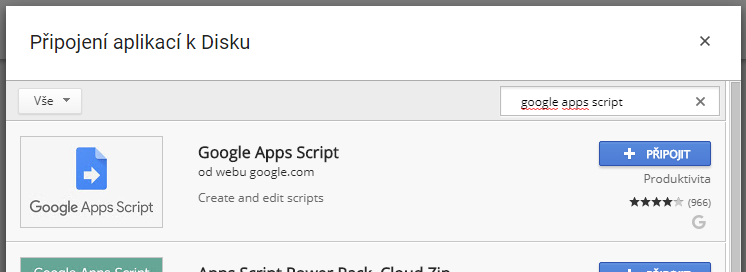 Připojení aplikací k Disku
Vše
google apps script
Google Apps Script
Google Apps Script
od webu google.com
Create and edit scripts
PŘIPOJIT
Produktivita
(966)
G
Google Apps Script
Apps Script Power Pack, Cloud Zip
PŘIPOJIT